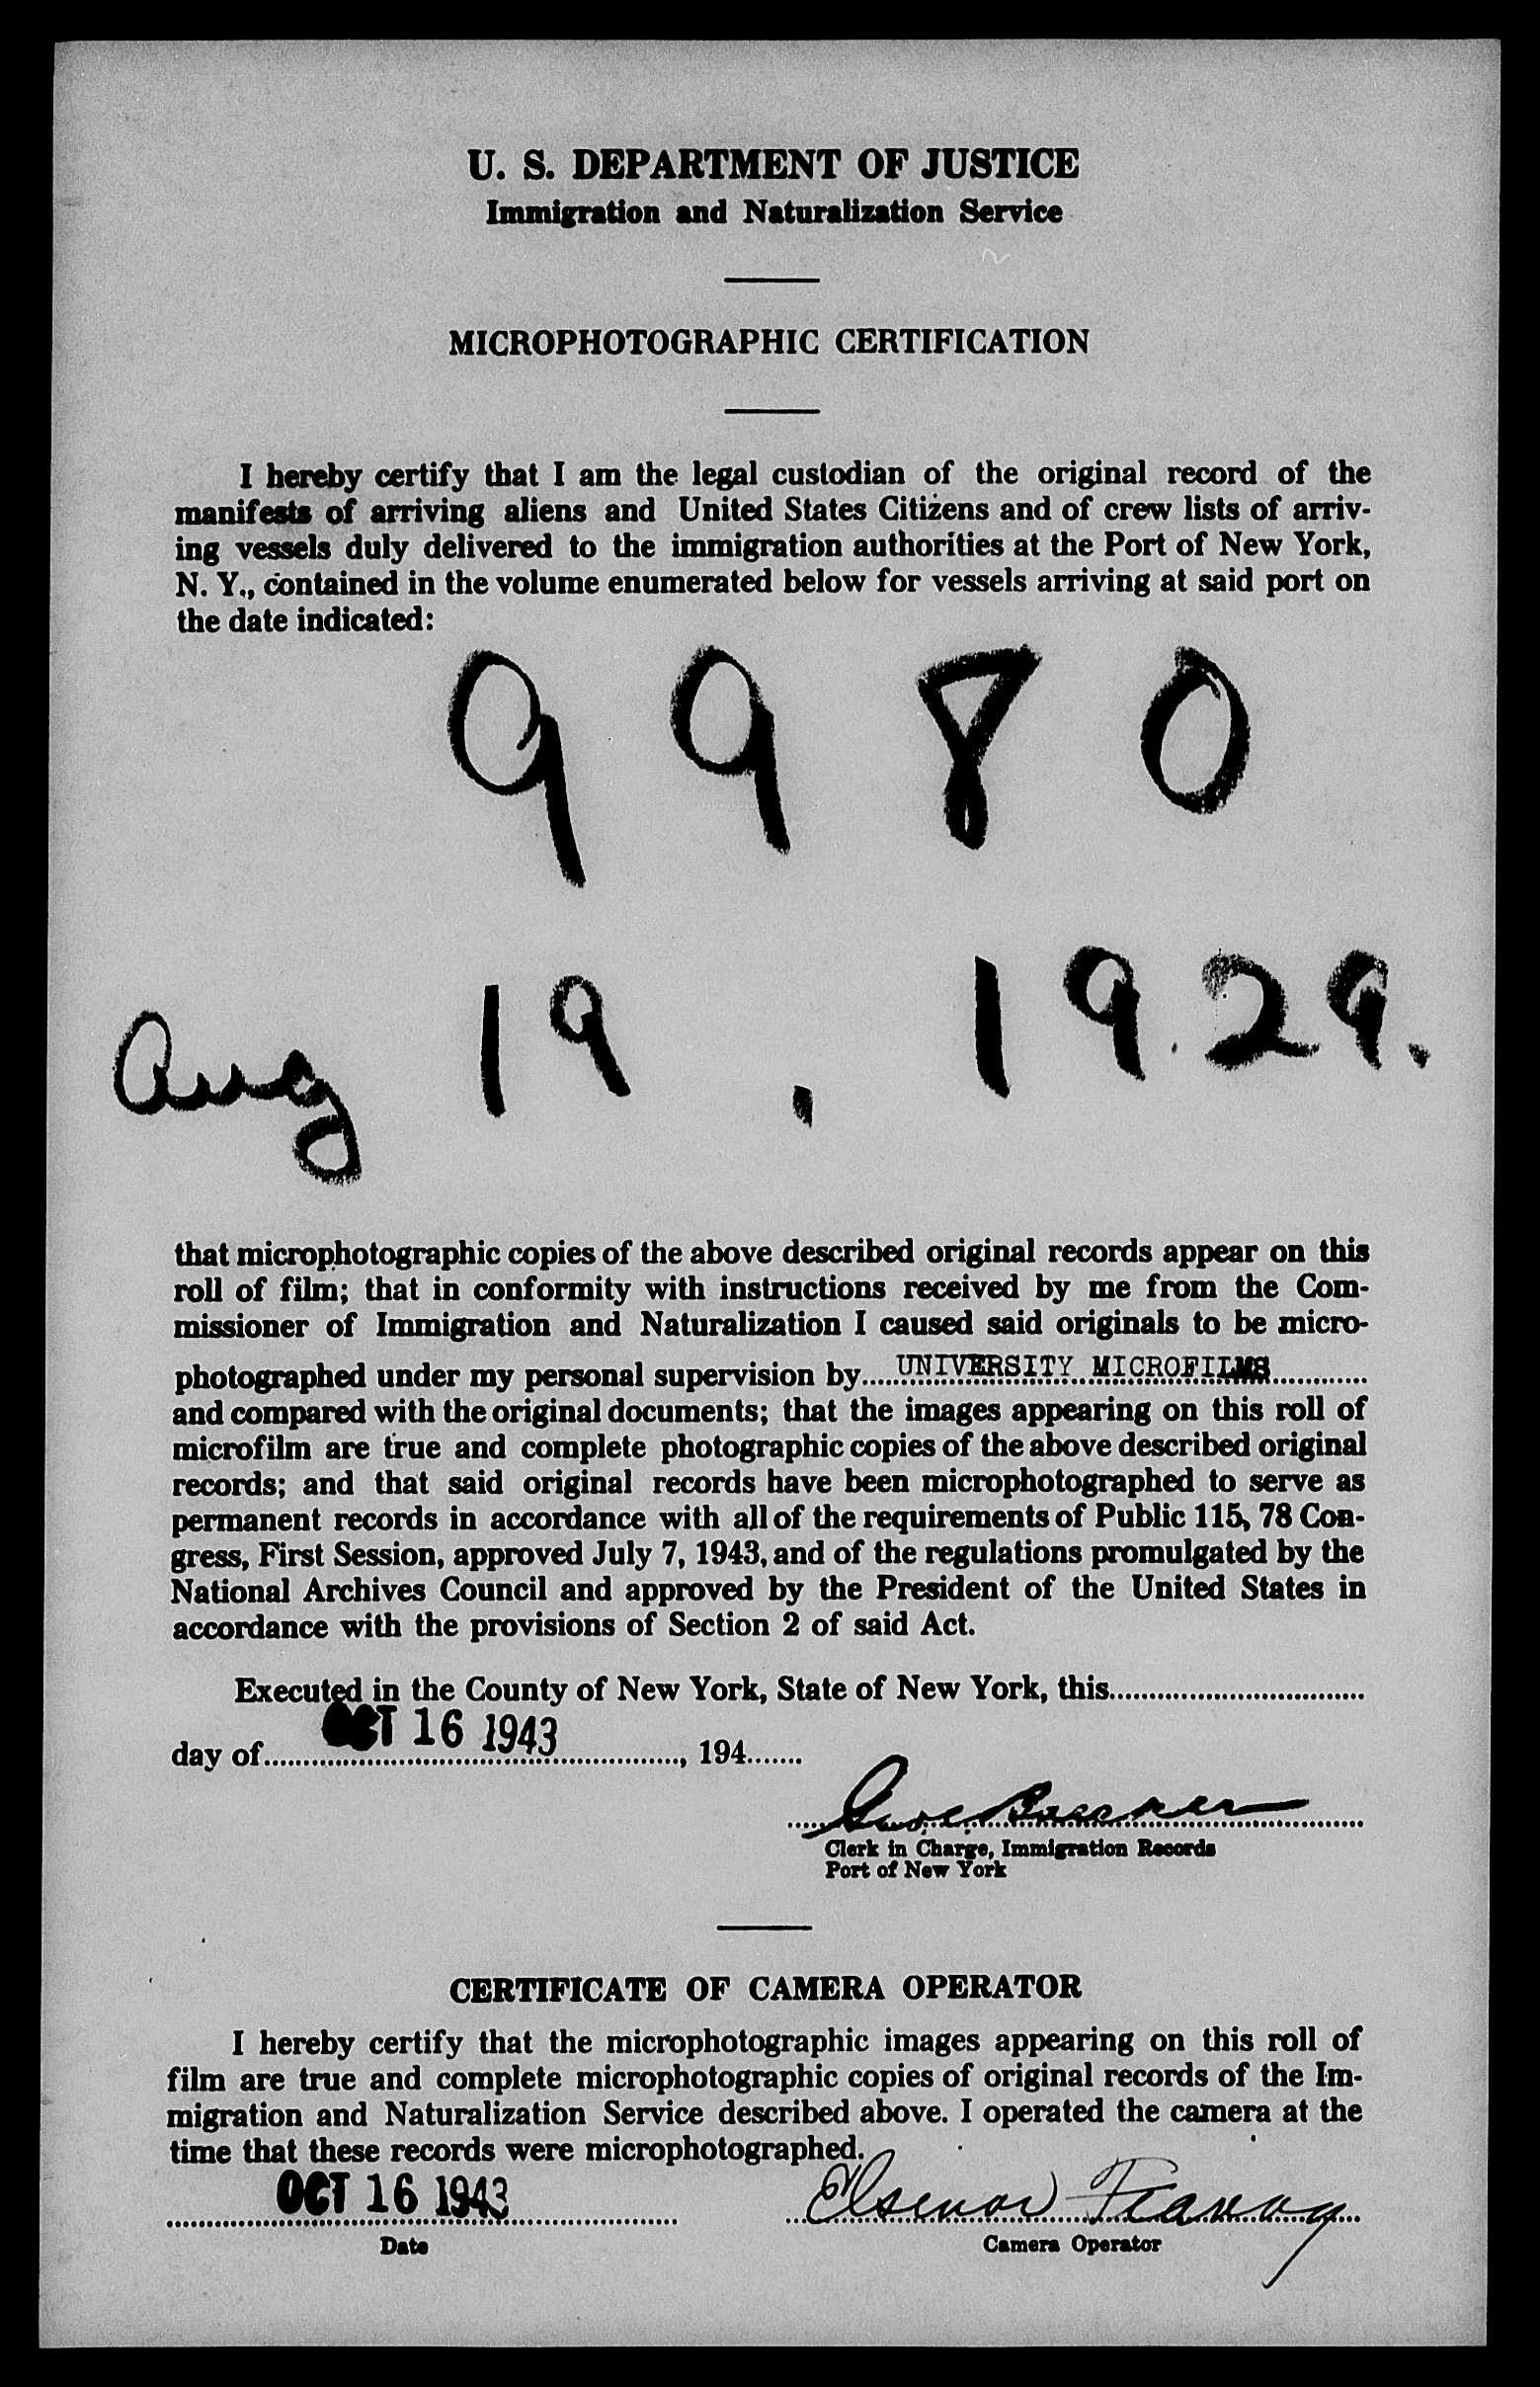 U. S. DEPARTMENT OF JUSTICE
Immigration and Naturalization Service
MICROPHOTOGRAPHIC CERTIFICATION
I hereby certify that I am the legal custodian of the original record of the
manifests of arriving aliens and United States Citizens and of crew lists of arriv-
ing vessels duly delivered to the immigration authorities at the Port of New York,
N. Y., contained in the volume enumerated below for vessels arriving at said port on
the date indicated:
9980
Aug 19, 1929.
that microphotographic copies of the above described original records appear on this
roll of film; that in conformity with instructions received by me from the Com-
missioner of Immigration and Naturalization I caused said originals to be micro-
photographed under my personal supervision by.....UNIVERSITY MICROFILMS............
and compared with the original documents; that the images appearing on this roll of
microfilm are true and complete photographic copies of the above described original
records; and that said original records have been microphotographed to serve as
permanent records in accordance with all of the requirements of Public 115, 78 Con-
gress, First Session, approved July 7, 1943, and of the regulations promulgated by the
National Archives Council and approved by the President of the United States in
accordance with the provisions of Section 2 of said Act.
Executed in the County of New York, State of New York, this................................
day of.....OCT 16 1943................, 194.......
Clerk in Charge, Immigration Records
Port of New York
CERTIFICATE OF CAMERA OPERATOR
I hereby certify that the microphotographic images appearing on this roll of
film are true and complete microphotographic copies of original records of the Im-
migration and Naturalization Service described above. I operated the camera at the
time that these records were microphotographed.
OCT 16 1943
Date
Camera Operator